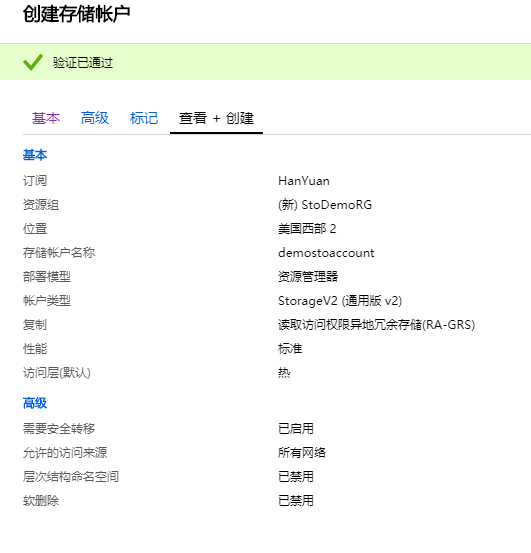 创建存储帐户
验证已通过
基本 高级 标记 查看 + 创建
基本
订阅 HanYuan
资源组 (新) StoDemoRG
位置 美国西部 2
存储帐户名称 demostoaccount
部署模型 资源管理器
帐户类型 StorageV2 (通用版 v2)
复制 读取访问权限异地冗余存储(RA-GRS)
性能 标准
访问层(默认) 热
高级
需要安全转移 已启用
允许的访问来源 所有网络
层次结构命名空间 已禁用
软删除 已禁用